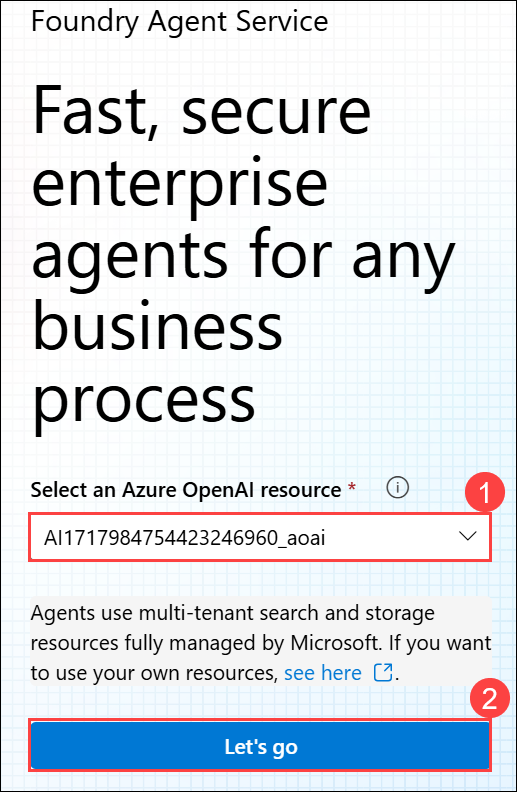 Foundry Agent Service
Fast, secure
enterprise
agents for any
business
process
Select an Azure OpenAI resource *
1
AI1717984754423246960_aoai
Agents use multi-tenant search and storage
resources fully managed by Microsoft. If you want
to use your own resources, see here .
2
Let's go